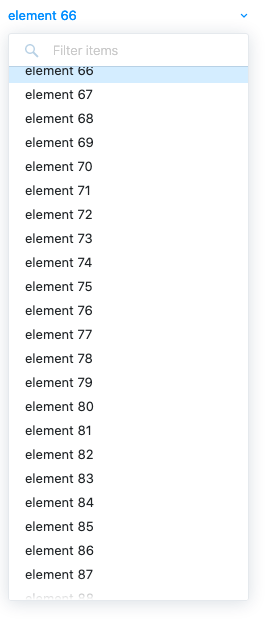 element 66
Filter items
element 66
element 67
element 68
element 69
element 70
element 71
element 72
element 73
element 74
element 75
element 76
element 77
element 78
element 79
element 80
element 81
element 82
element 83
element 84
element 85
element 86
element 87
element 88